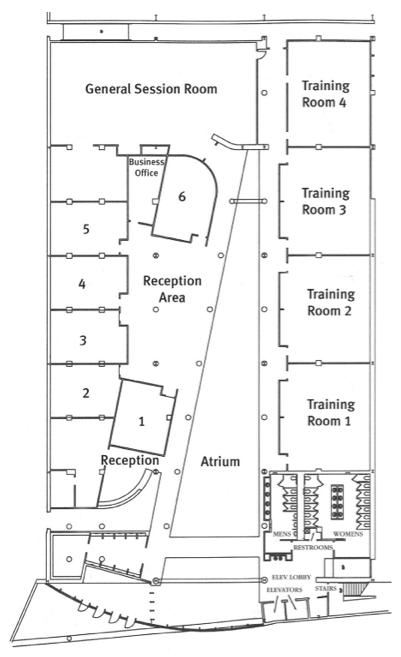 General Session Room
Training
Room 4
Business
Office
6
Training
Room 3
5
4
Reception
Area
Training
Room 2
3
2
1
Training
Room 1
Reception
Atrium
MENS
WOMENS
RESTROOMS
ELEV LOBBY
ELEVATORS
STAIRS